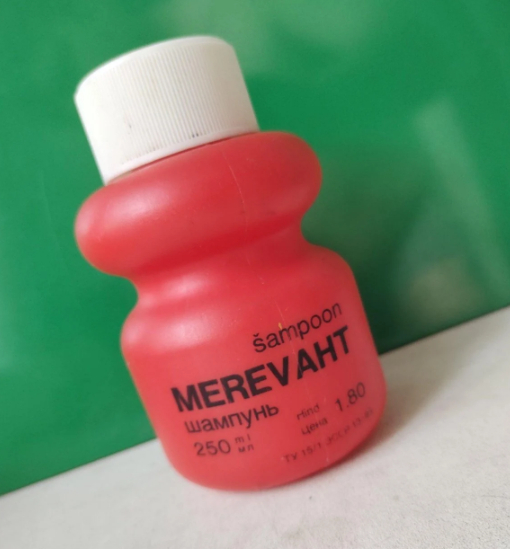 šampoon
MEREVAHT
шампунь
250 ml мл
hind цена 1.80